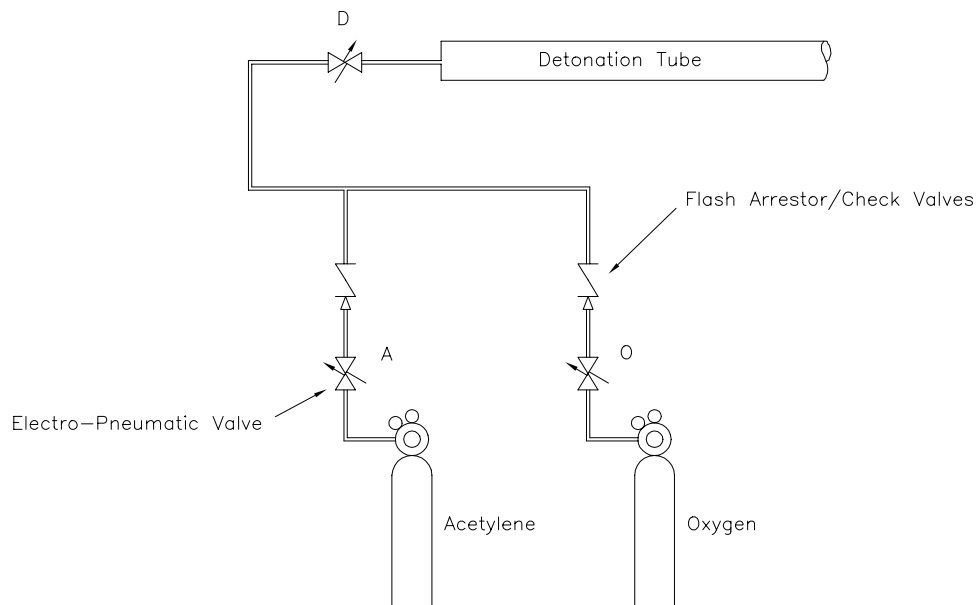 D
Detonation Tube
Flash Arrestor/Check Valves
A
O
Electro-Pneumatic Valve
Acetylene
Oxygen